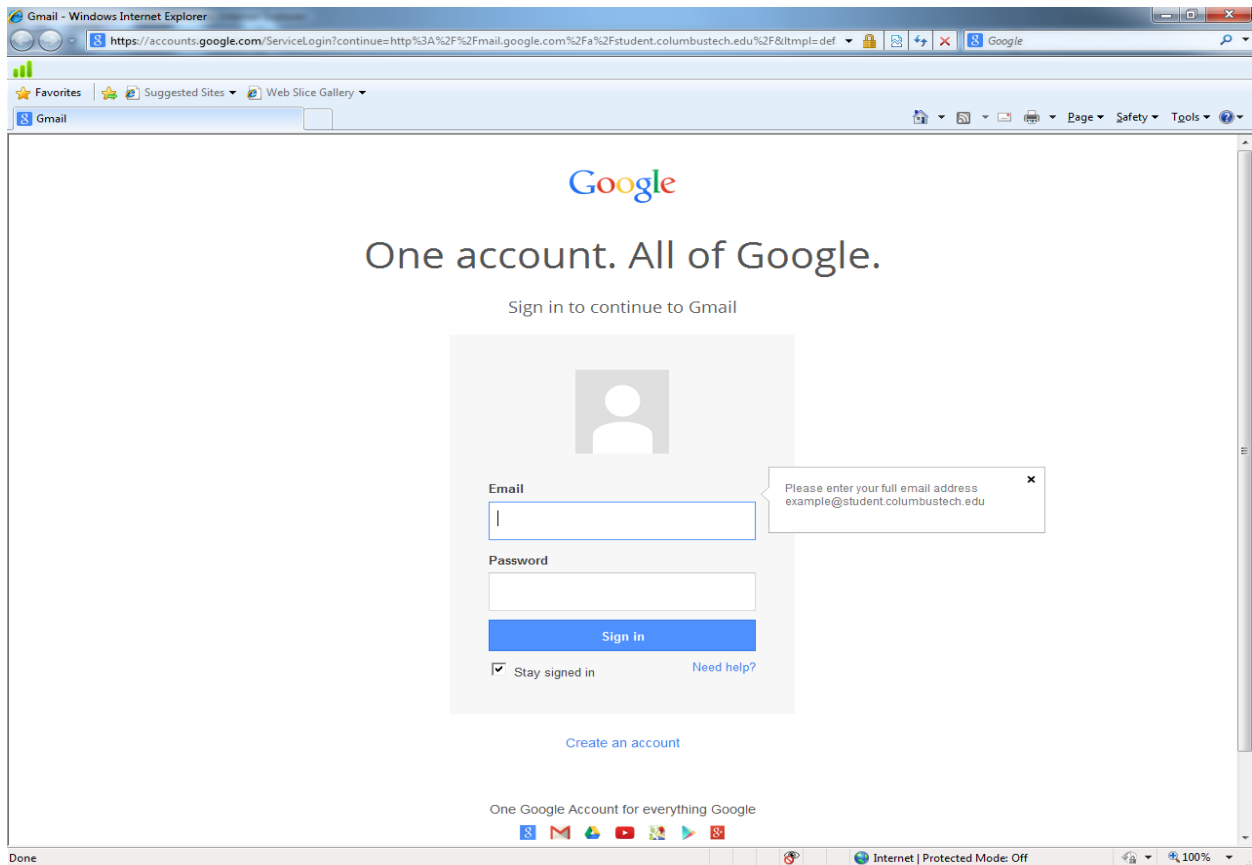 Gmail - Windows Internet Explorer
https://accounts.google.com/ServiceLogin?continue=http%3A%2F%2Fmail.google.com%2Fa%2Fstudent.columbustech.edu%2F&ltmpl=def
Google
Favorites Suggested Sites Web Slice Gallery
Gmail Page Safety Tools
Google
One account. All of Google.
Sign in to continue to Gmail
Email
Please enter your full email address
example@student.columbustech.edu
Password
Sign in
Stay signed in Need help?
Create an account
One Google Account for everything Google
Done Internet | Protected Mode: Off 100%